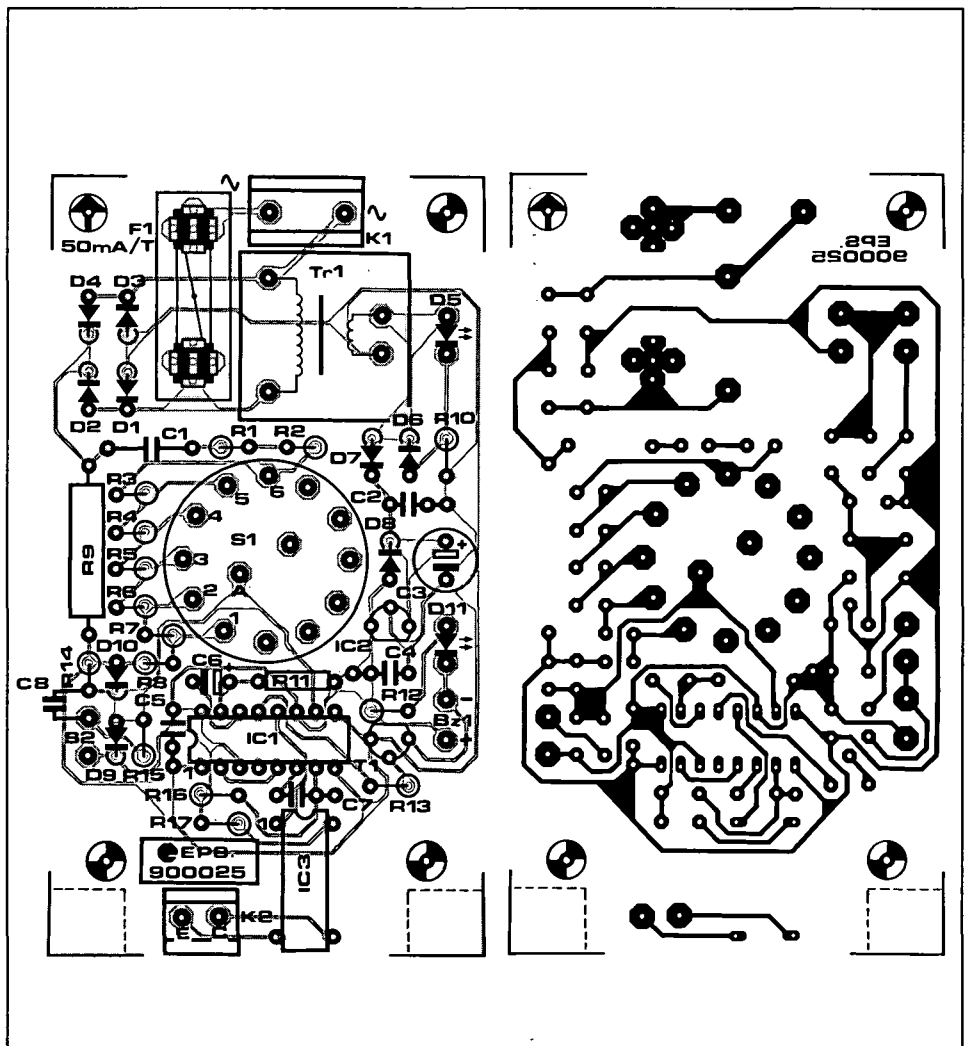 F1
50mA/T
K1
Tr1
D4 D3
D5
D2 D1
D6 R10
C1 R1 R2
D7
R3
5 6
C2
R4
4
D8
S1
+
R5
3
R9
R6
A
C3
2
D11
R7
1
IC2
R14 D10 R8
C6+
R11
C4
C8
C5
R12
-
B2
IC1
Bz1
+
D9 R15
1
T1
R16
C7 R13
R17
1
EPS
900025
IC3
K2
E C
EPS
900025